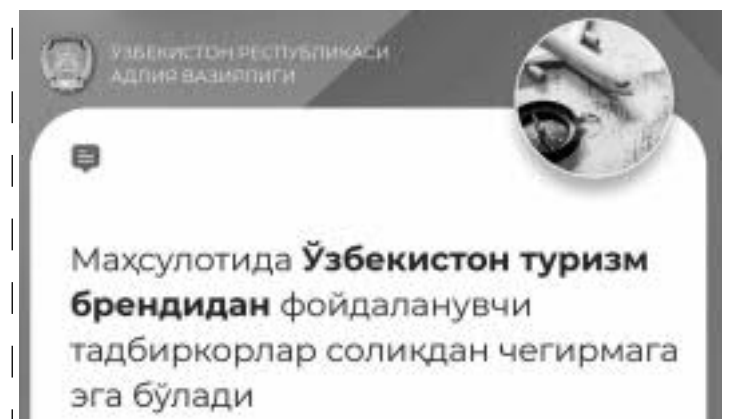 ЎЗБЕКИСТОН РЕСПУБЛИКАСИ
АДЛИЯ ВАЗИРЛИГИ
Маҳсулотида Ўзбекистон туризм
брендидан фойдаланувчи
тадбиркорлар солиқдан чегирмага
эга бўлади